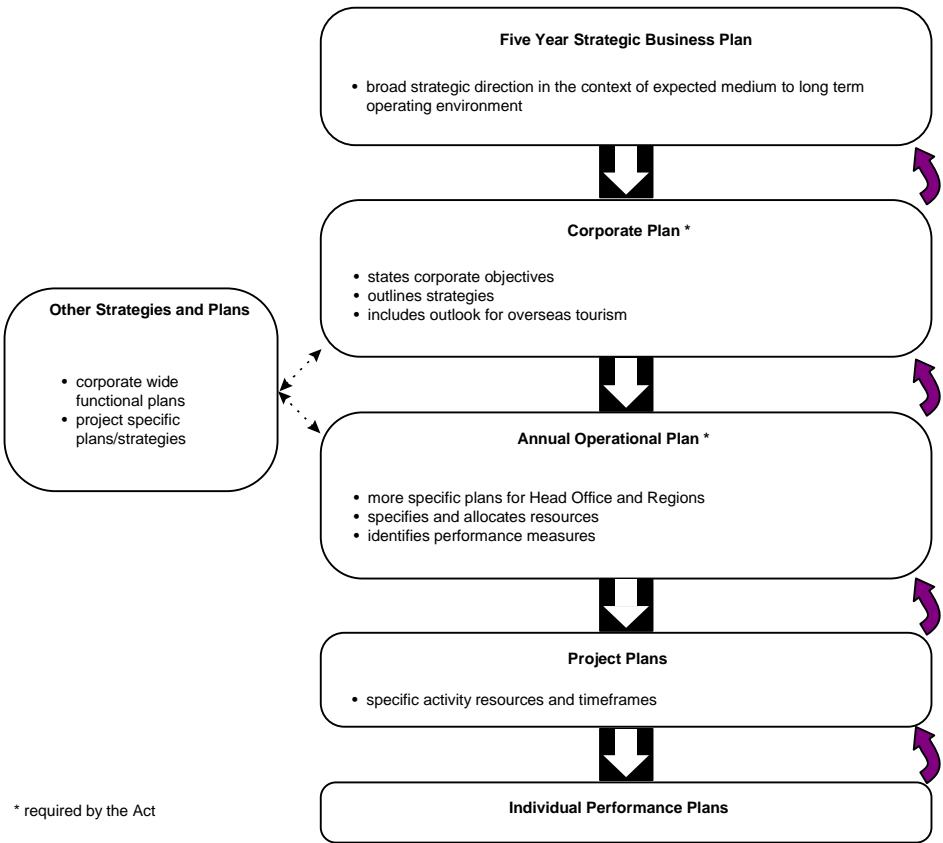 Five Year Strategic Business Plan
• broad strategic direction in the context of expected medium to long term
operating environment
Corporate Plan *
• states corporate objectives
• outlines strategies
• includes outlook for overseas tourism
Other Strategies and Plans
• corporate wide
functional plans
• project specific
plans/strategies
Annual Operational Plan *
• more specific plans for Head Office and Regions
• specifies and allocates resources
• identifies performance measures
Project Plans
• specific activity resources and timeframes
Individual Performance Plans
* required by the Act